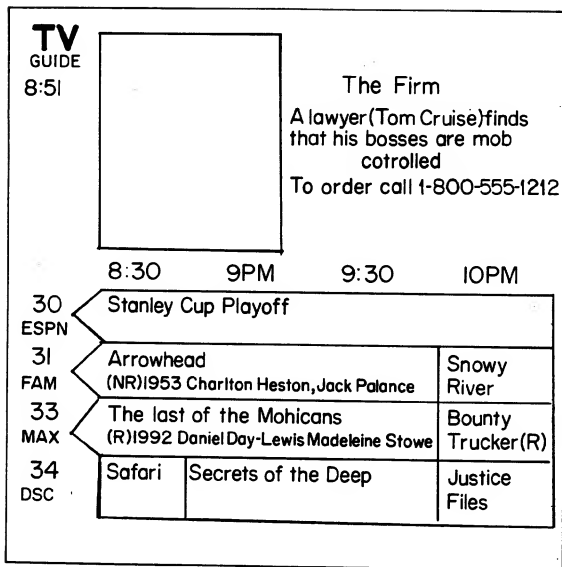 TV
GUIDE
8:51
The Firm
A lawyer(Tom Cruise)finds
that his bosses are mob
cotrolled
To order call 1-800-555-1212
8:30 9PM 9:30 10PM
30
ESPN
Stanley Cup Playoff
31
FAM
Arrowhead
(NR)1953 Charlton Heston,Jack Palance
Snowy
River
33
MAX
The last of the Mohicans
(R)1992 Daniel Day-Lewis Madeleine Stowe
Bounty
Trucker(R)
34
DSC
Safari
Secrets of the Deep
Justice
Files